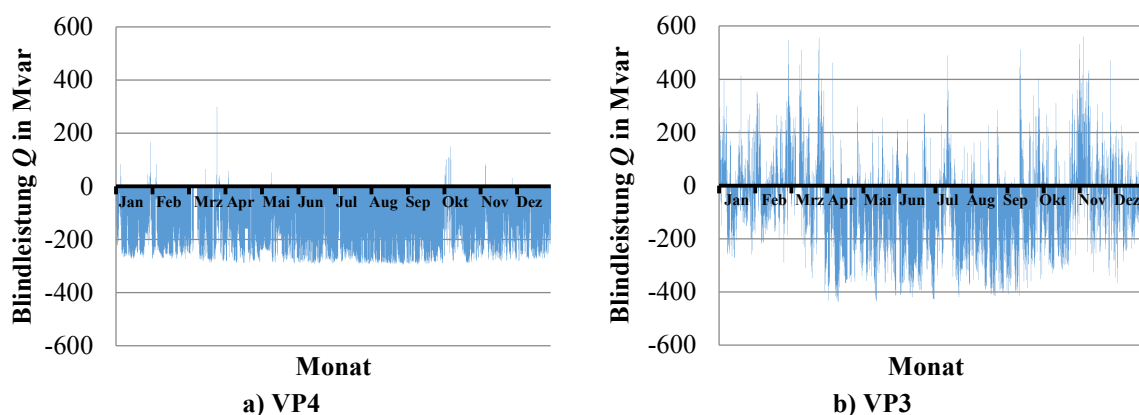 Blindleistung Q in Mvar
600
400
200
0
-200
-400
-600
Jan Feb Mrz Apr Mai Jun Jul Aug Sep Okt Nov Dez
Monat
a) VP4
Blindleistung Q in Mvar
600
400
200
0
-200
-400
-600
Jan Feb Mrz Apr Mai Jun Jul Aug Sep Okt Nov Dez
Monat
b) VP3